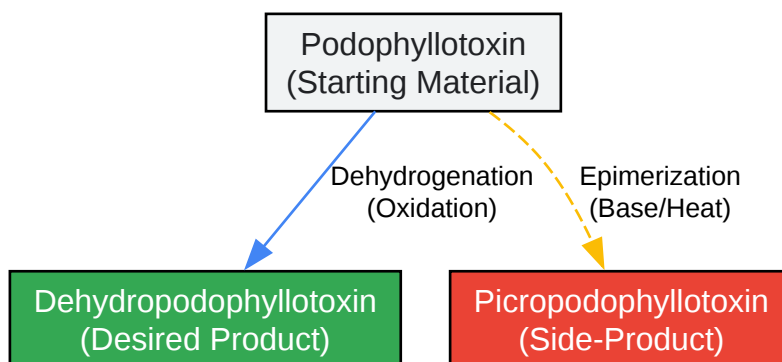 Podophyllotoxin
(Starting Material)
Dehydrogenation
(Oxidation)
Epimerization
(Base/Heat)
Dehydropodophyllotoxin
(Desired Product)
Picropodophyllotoxin
(Side-Product)